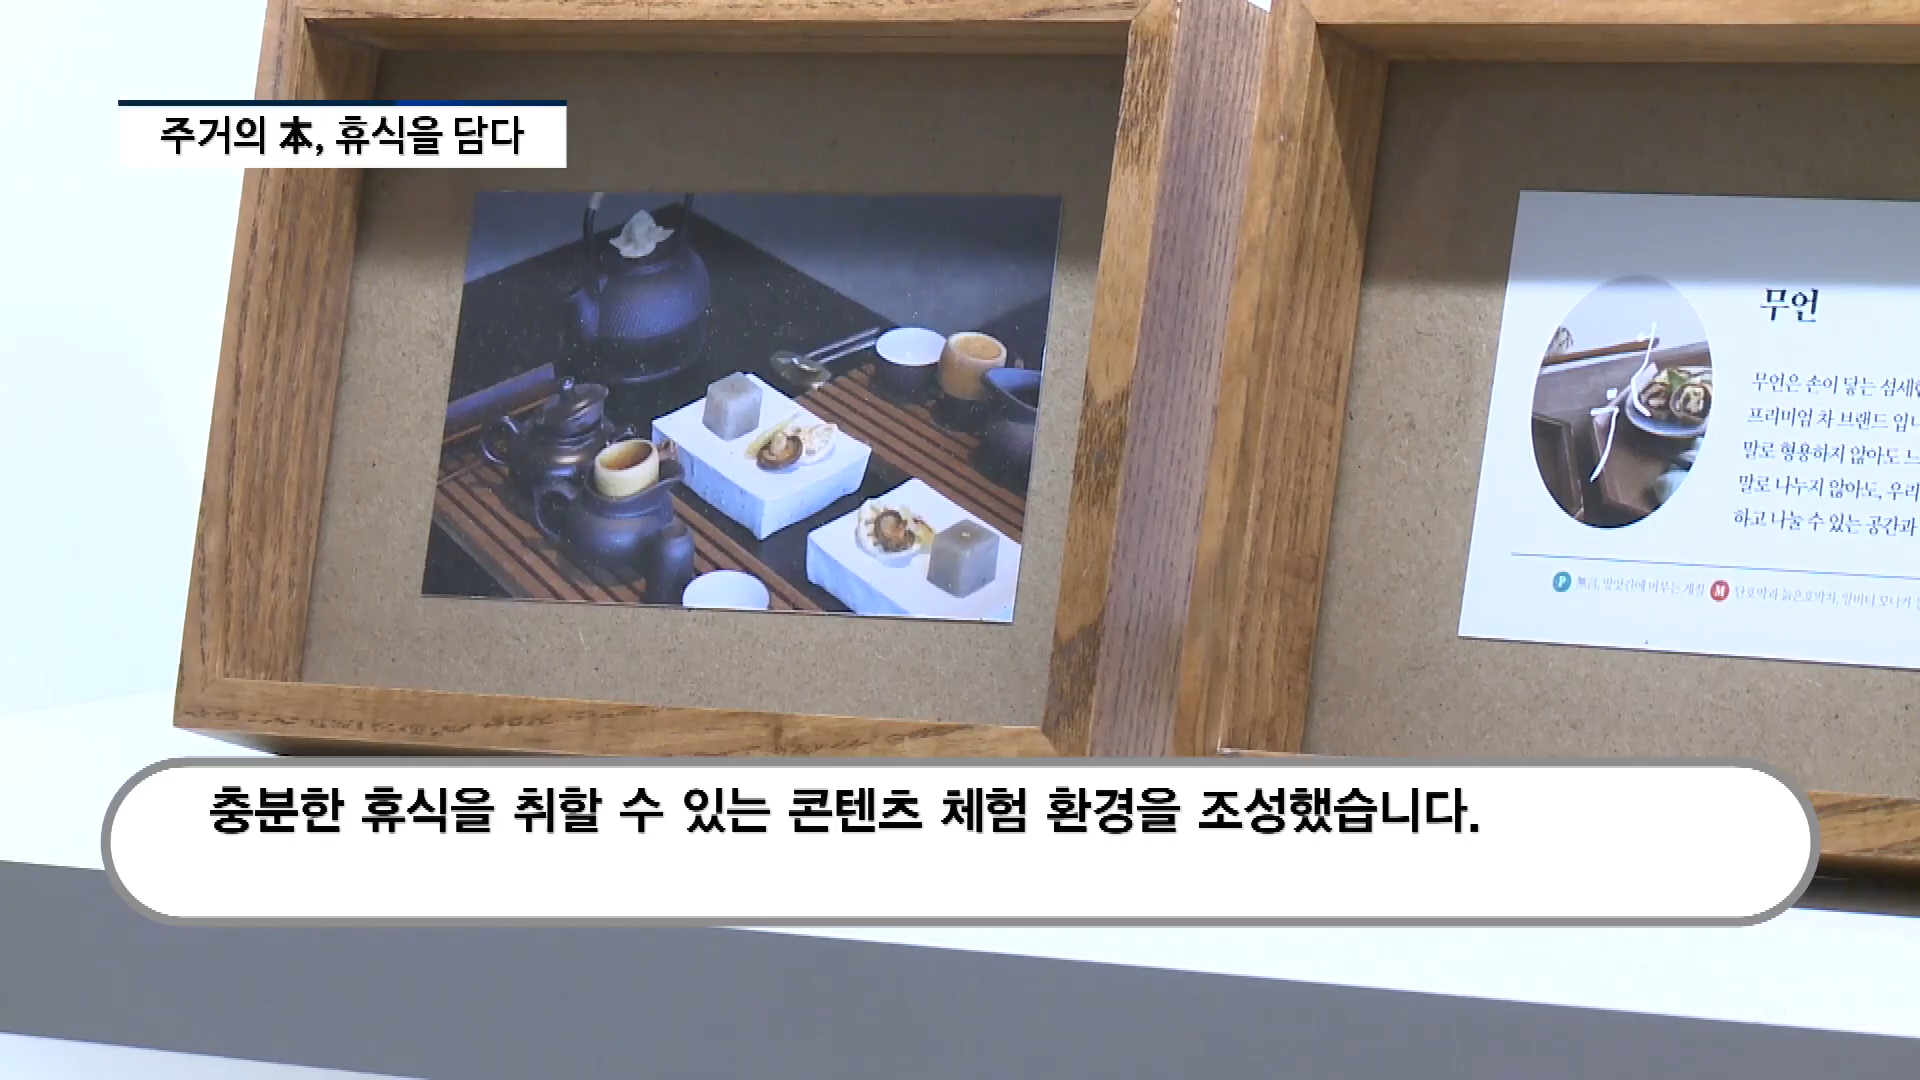 주거의 本, 휴식을 담다
무언
무언은 손이 닿는
프리미엄 차 브랜드 입니
말로 형용하지 않아도
말로 나누지 않아도, 우리
하고 나눌 수 있는 공간과
P M
충분한 휴식을 취할 수 있는 콘텐츠 체험 환경을 조성했습니다.